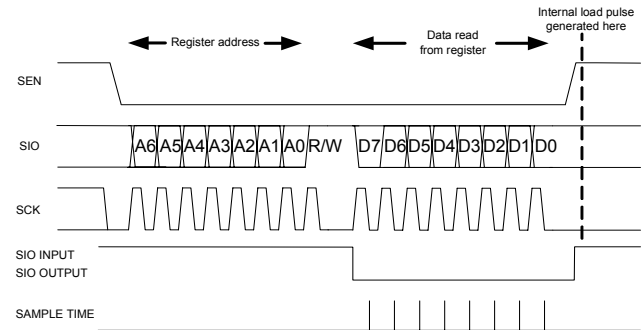 Internal load pulse
generated here
Register address
Data read
from register
SEN
SIO A6 A5 A4 A3 A2 A1 A0 R/W D7 D6 D5 D4 D3 D2 D1 D0
SCK
SIO INPUT
SIO OUTPUT
SAMPLE TIME